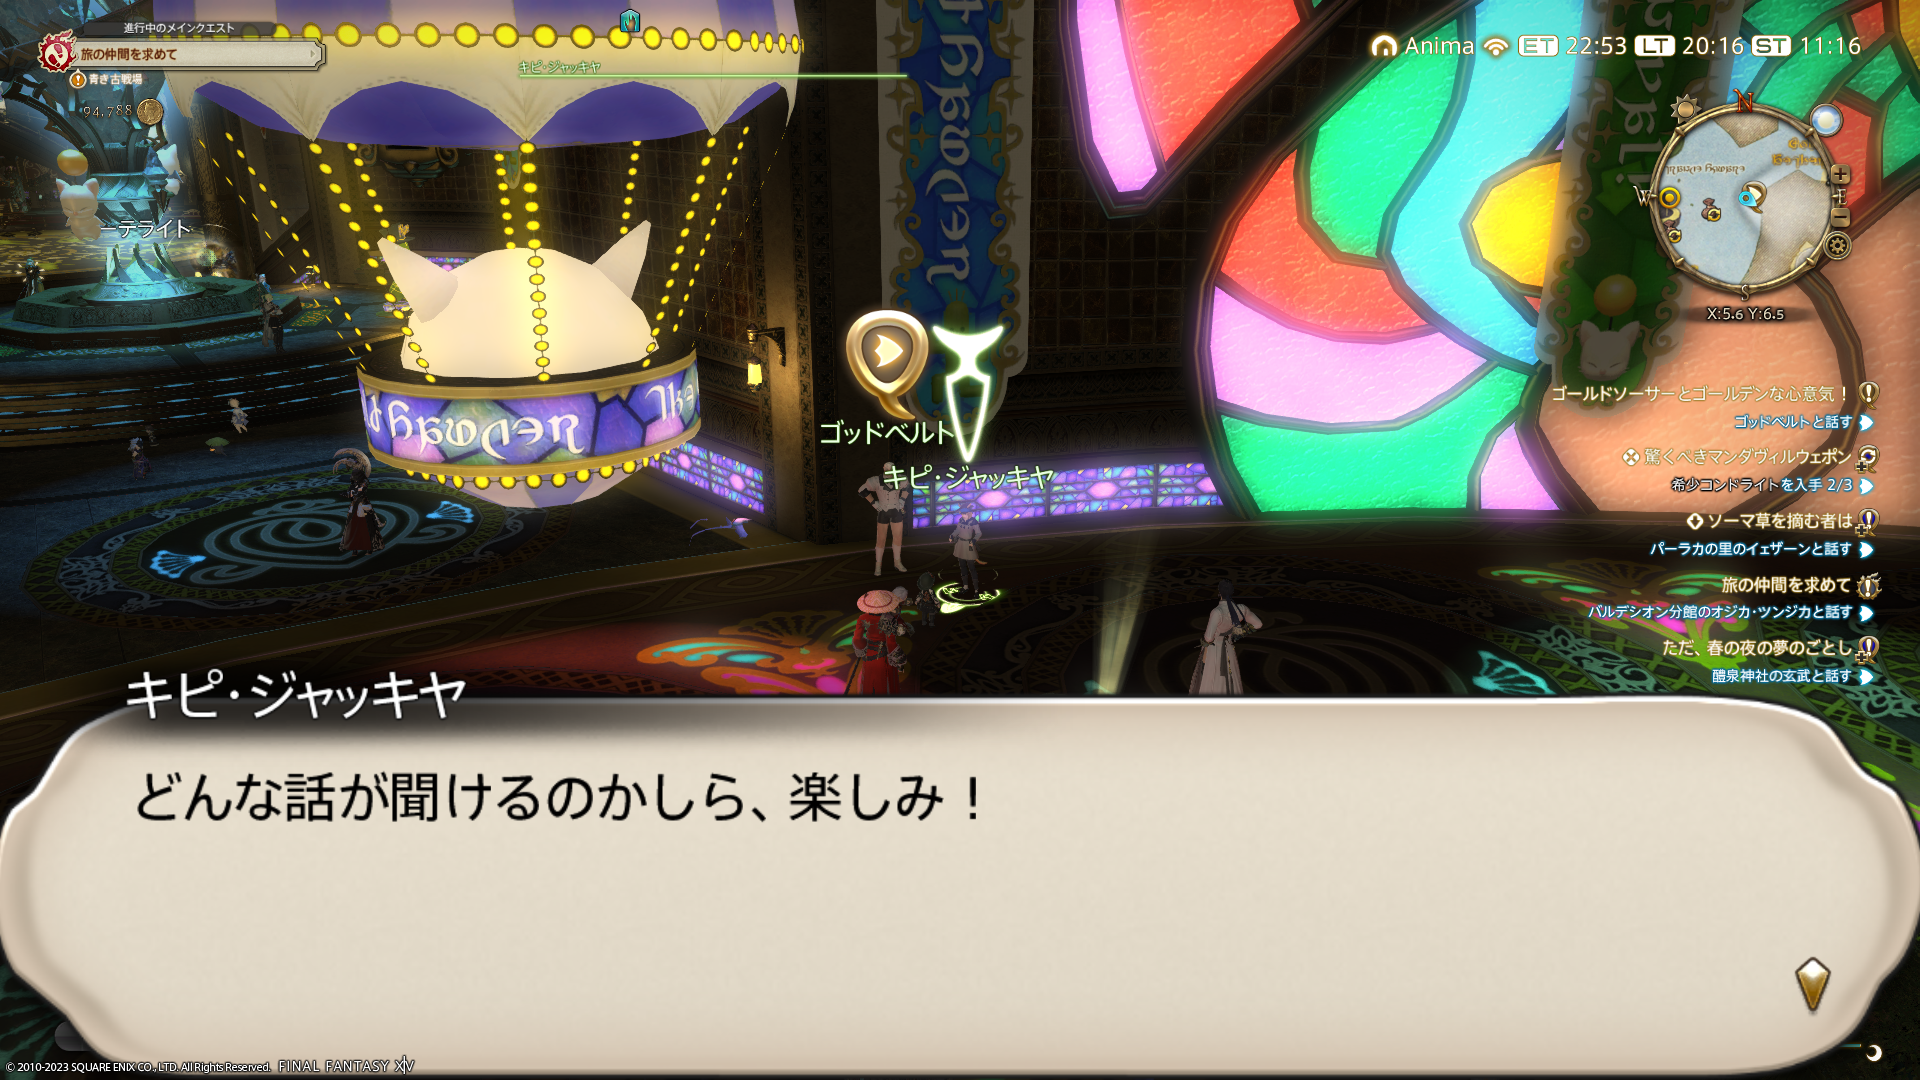 進行中のメインクエスト
旅の仲間を求めて
青き古戦場
94,788
キピ・ジャッキヤ
Anima ET 22:53 LT 20:16 ST 11:16
N
W
E
S
X:5.6 Y:6.5
ーテライト
ゴッドベルト
キピ・ジャッキヤ
ゴールドソーサーとゴールデンな心意気！
ゴッドベルトと話す
驚くべきマンダヴィルウェポン
希少コンドライトを入手 2/3
ソーマ草を摘む者は
パーラカの里のイェザーンと話す
旅の仲間を求めて
バルデシオン分館のオジカ・ツンジカと話す
ただ、春の夜の夢のごとし
醴泉神社の玄武と話す
キピ・ジャッキヤ
どんな話が聞けるのかしら、楽しみ！
© 2010-2023 SQUARE ENIX CO., LTD. All Rights Reserved. FINAL FANTASY XIV